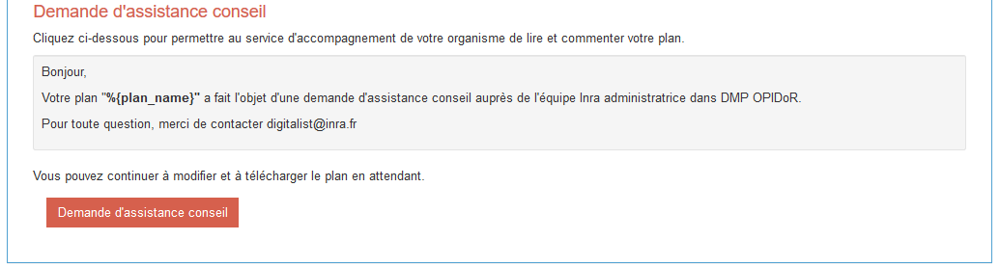 Demande d'assistance conseil
Cliquez ci-dessous pour permettre au service d'accompagnement de votre organisme de lire et commenter votre plan.
Bonjour,
Votre plan "%{plan_name}" a fait l'objet d'une demande d'assistance conseil auprès de l'équipe Inra administratrice dans DMP OPIDoR.
Pour toute question, merci de contacter digitalist@inra.fr
Vous pouvez continuer à modifier et à télécharger le plan en attendant.
Demande d'assistance conseil